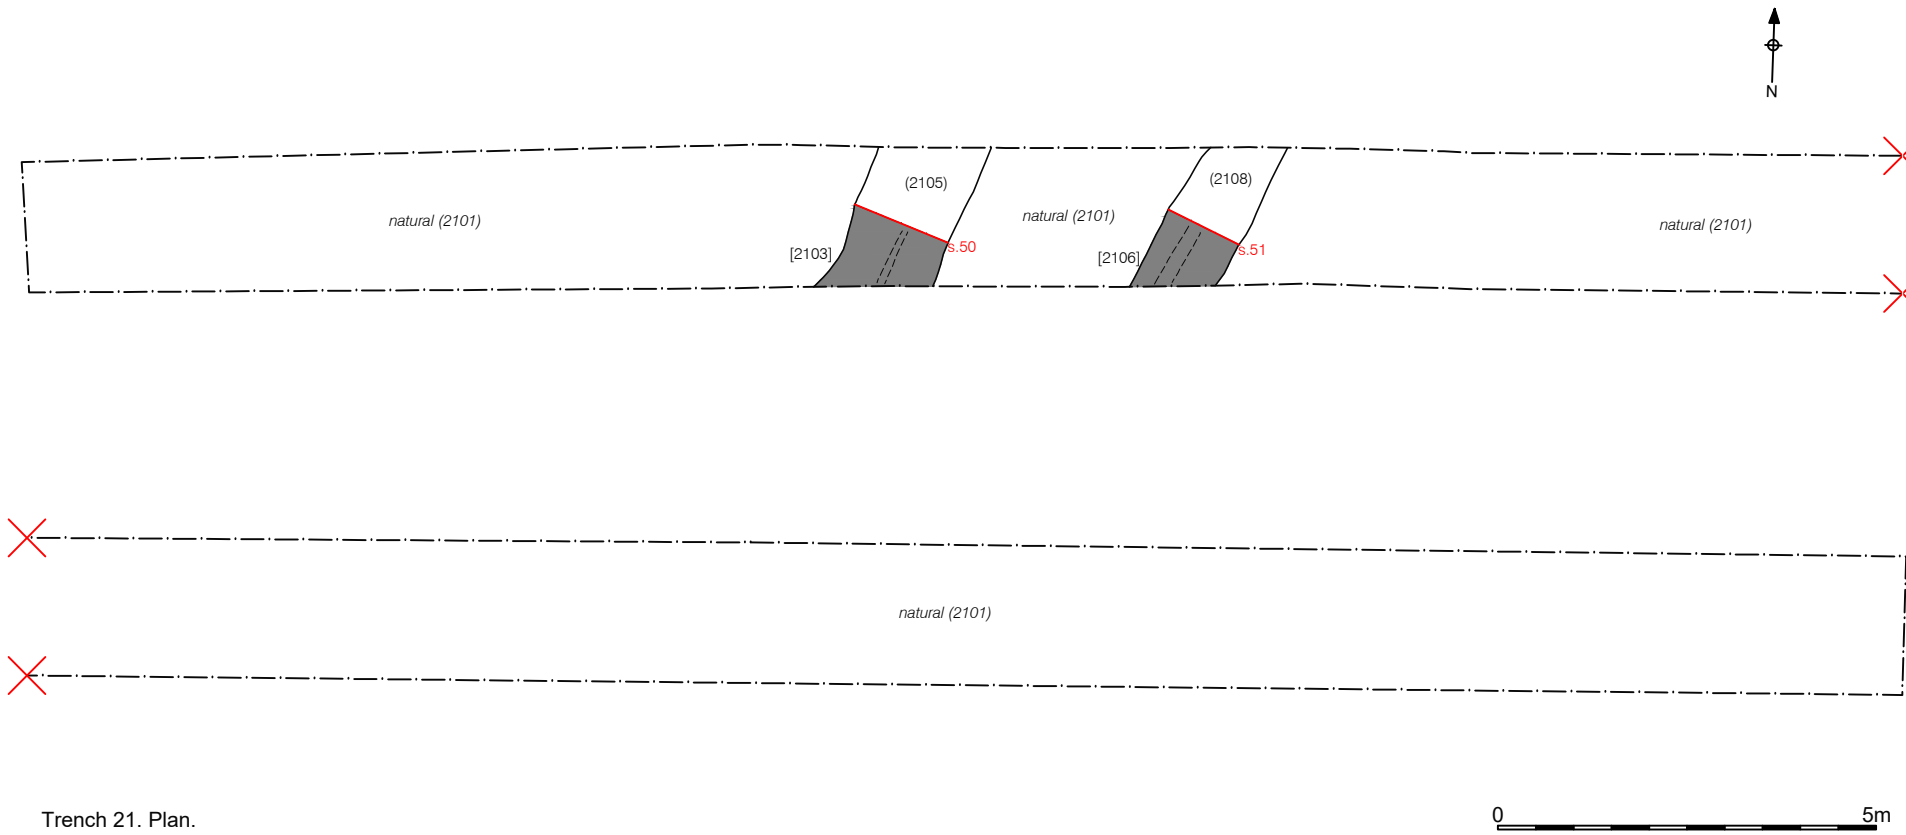 N
(2105)
(2108)
natural (2101)
natural (2101)
natural (2101)
[2103]
s.50
[2106]
s.51
natural (2101)
Trench 21. Plan.
0
5m